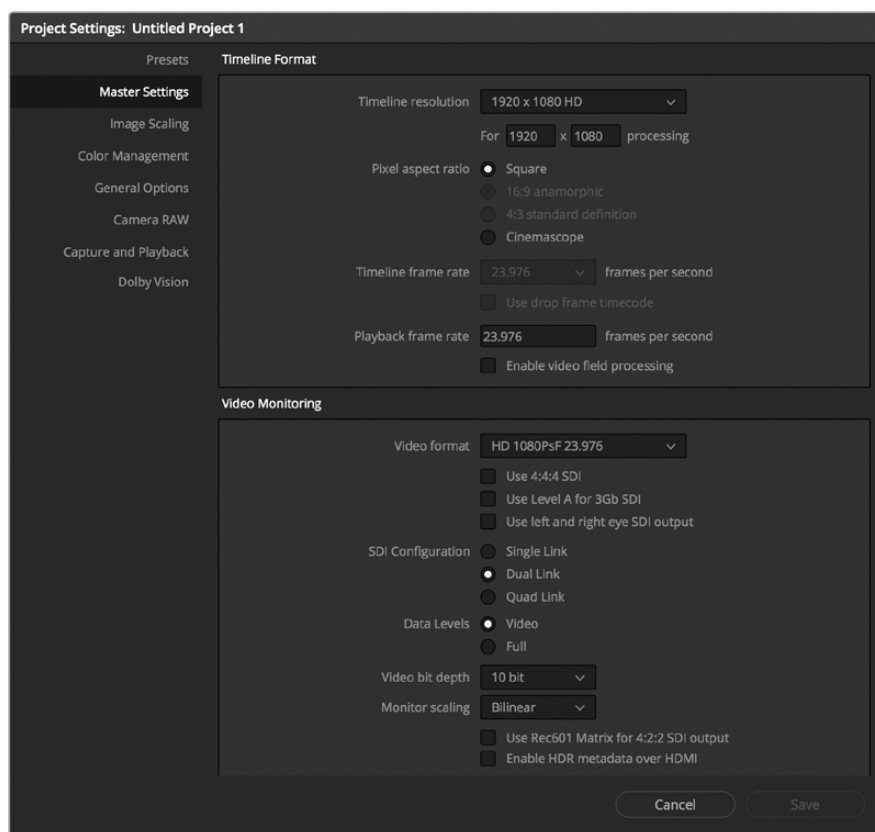 Project Settings: Untitled Project 1
Presets
Master Settings
Image Scaling
Color Management
General Options
Camera RAW
Capture and Playback
Dolby Vision
Timeline Format
Timeline resolution 1920 x 1080 HD
For 1920 x 1080 processing
Pixel aspect ratio Square
16:9 anamorphic
4:3 standard definition
Cinemascope
Timeline frame rate 23.976 frames per second
Use drop frame timecode
Playback frame rate 23.976 frames per second
Enable video field processing
Video Monitoring
Video format HD 1080PsF 23.976
Use 4:4:4 SDI
Use Level A for 3Gb SDI
Use left and right eye SDI output
SDI Configuration Single Link
Dual Link
Quad Link
Data Levels Video
Full
Video bit depth 10 bit
Monitor scaling Bilinear
Use Rec601 Matrix for 4:2:2 SDI output
Enable HDR metadata over HDMI
Cancel Save